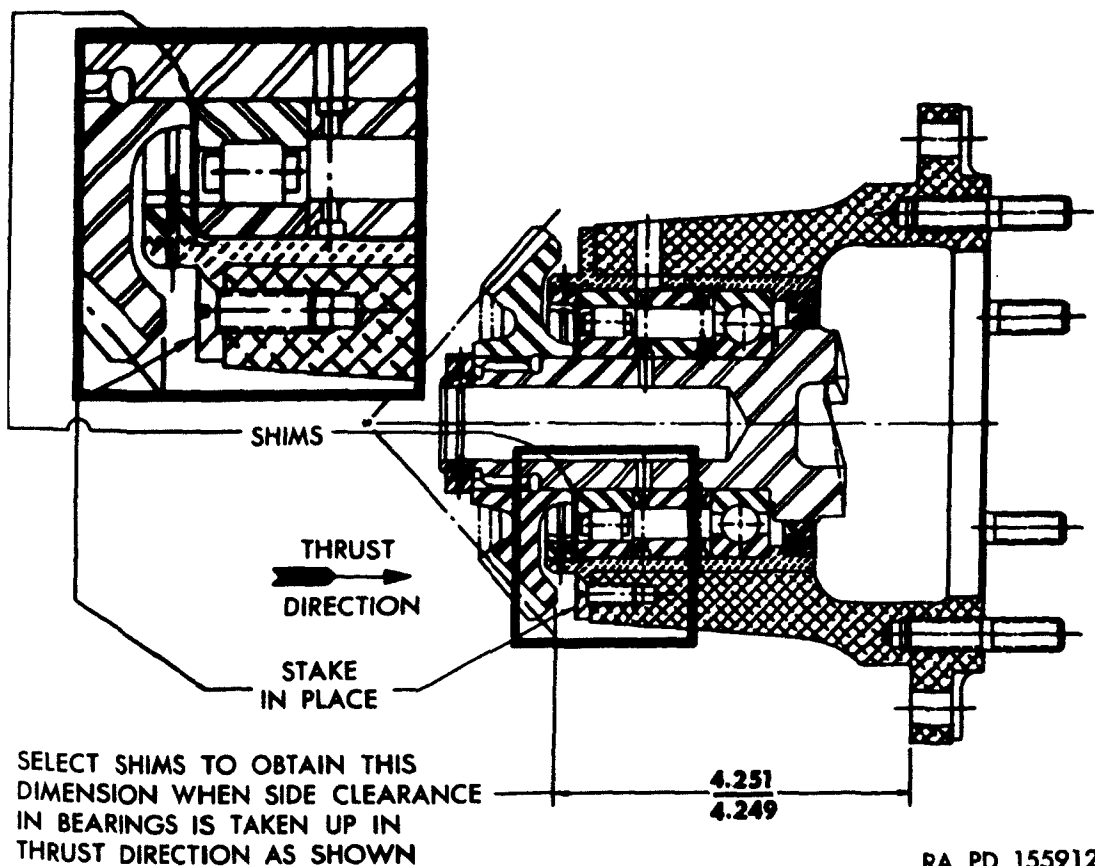 SHIMS
THRUST
DIRECTION
STAKE
IN PLACE
SELECT SHIMS TO OBTAIN THIS
DIMENSION WHEN SIDE CLEARANCE
IN BEARINGS IS TAKEN UP IN
THRUST DIRECTION AS SHOWN
4.251
4.249
RA PD 155912